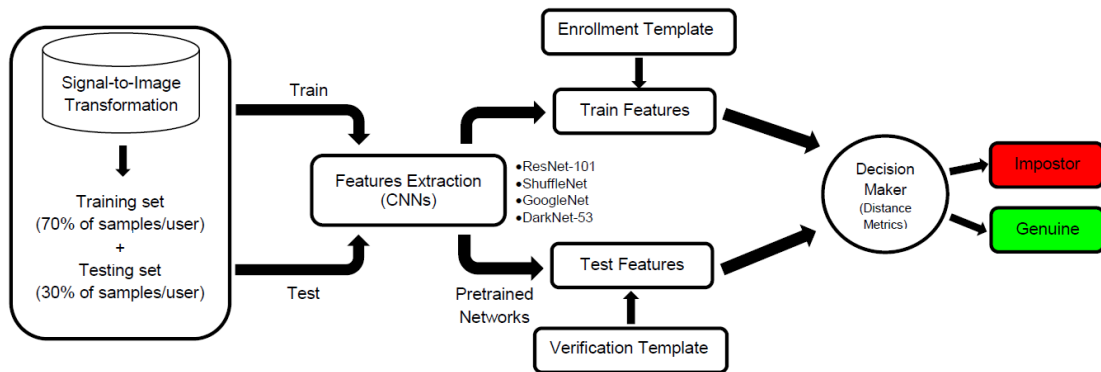 Signal-to-Image
Transformation
Training set
(70% of samples/user)
+
Testing set
(30% of samples/user)
Train
Test
Features Extraction
(CNNs)
•ResNet-101
•ShuffleNet
•GoogleNet
•DarkNet-53
Pretrained
Networks
Enrollment Template
Train Features
Test Features
Verification Template
Decision
Maker
(Distance
Metrics)
Impostor
Genuine